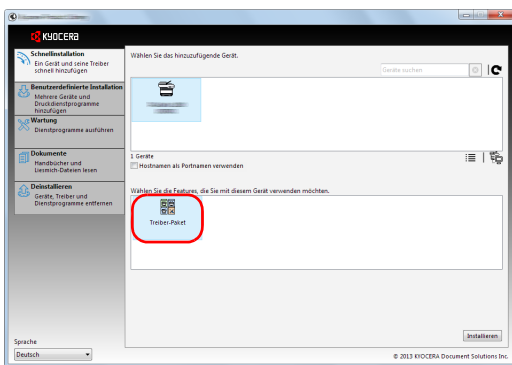 KYOCERA
Schnellinstallation
Ein Gerät und seine Treiber
schnell hinzufügen
Benutzerdefinierte Installation
Mehrere Geräte und
Druckdienstprogramme
hinzufügen
Wartung
Dienstprogramme ausführen
Dokumente
Handbücher und
Liesmich-Dateien lesen
Deinstallieren
Geräte, Treiber und
Dienstprogramme entfernen
Sprache
Deutsch
Wählen Sie das hinzuzufügende Gerät.
Geräte suchen
1 Geräte
Hostnamen als Portnamen verwenden
Wählen Sie die Features, die Sie mit diesem Gerät verwenden möchten.
Treiber-Paket
Installieren
© 2013 KYOCERA Document Solutions Inc.